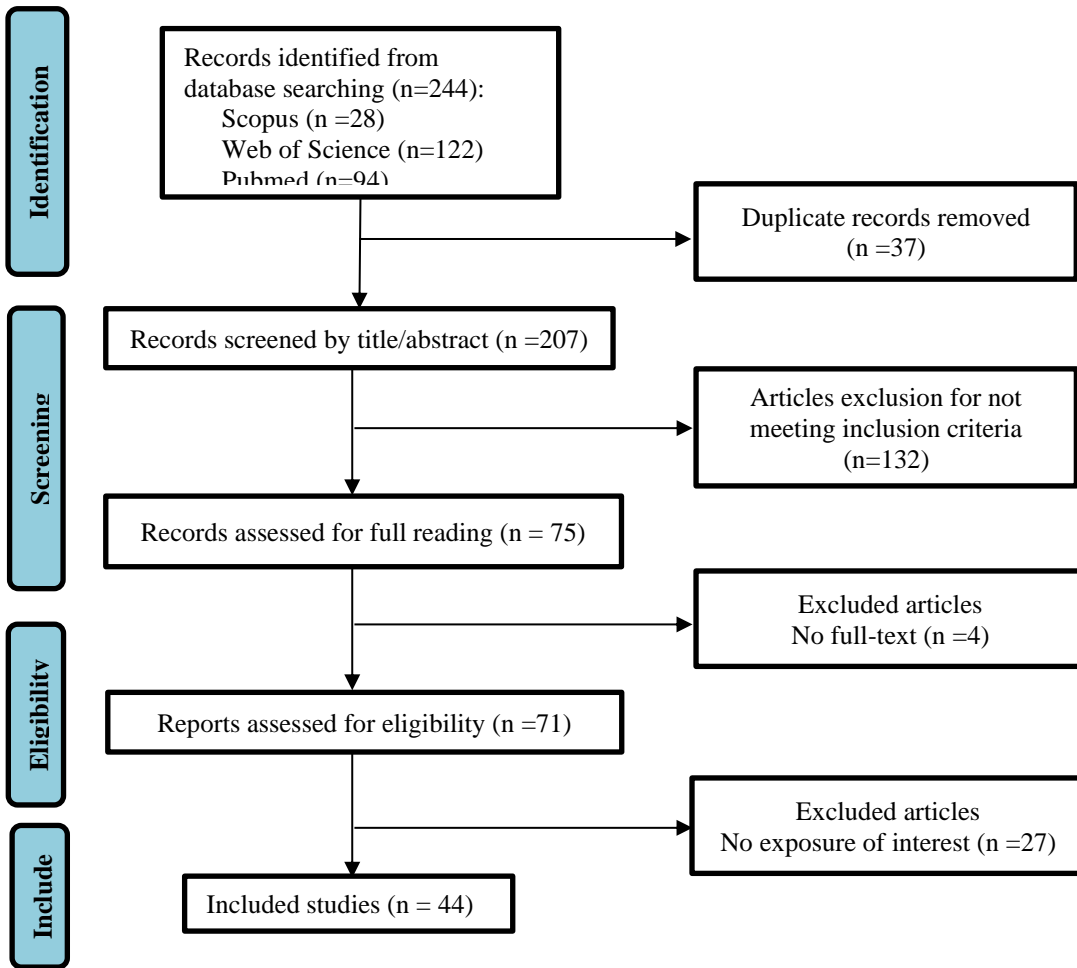 Identification
Records identified from
database searching (n=244):
Scopus (n =28)
Web of Science (n=122)
Pubmed (n=94)
Duplicate records removed
(n =37)
Screening
Records screened by title/abstract (n =207)
Articles exclusion for not
meeting inclusion criteria
(n=132)
Records assessed for full reading (n = 75)
Excluded articles
No full-text (n =4)
Eligibility
Reports assessed for eligibility (n =71)
Excluded articles
No exposure of interest (n =27)
Include
Included studies (n = 44)